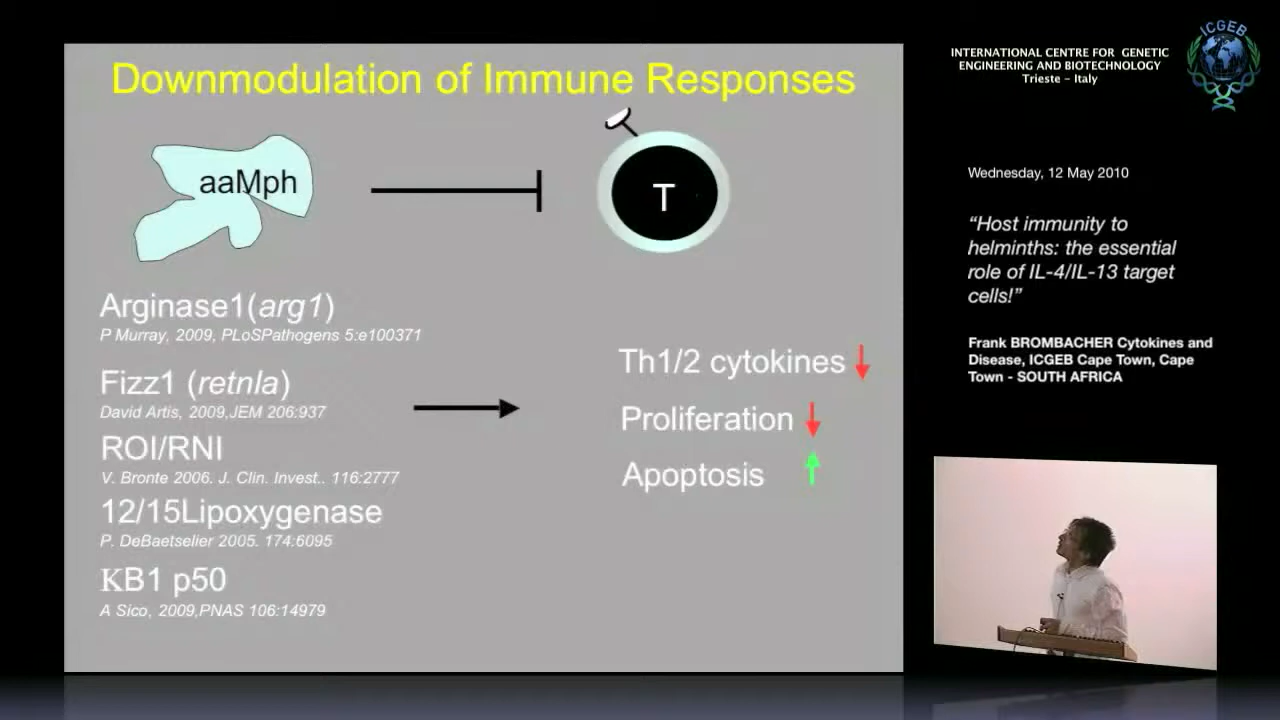 Downmodulation of Immune Responses
aaMph
T
Arginase1(arg1)
P Murray, 2009, PLoSPathogens 5:e100371
Fizz1 (retnla)
David Artis, 2009,JEM 206:937
ROI/RNI
V. Bronte 2006. J. Clin. Invest.. 116:2777
12/15Lipoxygenase
P. DeBaetselier 2005. 174:6095
KB1 p50
A Sico, 2009,PNAS 106:14979
Th1/2 cytokines
Proliferation
Apoptosis
INTERNATIONAL CENTRE FOR GENETIC
ENGINEERING AND BIOTECHNOLOGY
Trieste – Italy
ICGEB
Wednesday, 12 May 2010
“Host immunity to
helminths: the essential
role of IL-4/IL-13 target
cells!”
Frank BROMBACHER Cytokines and
Disease, ICGEB Cape Town, Cape
Town - SOUTH AFRICA